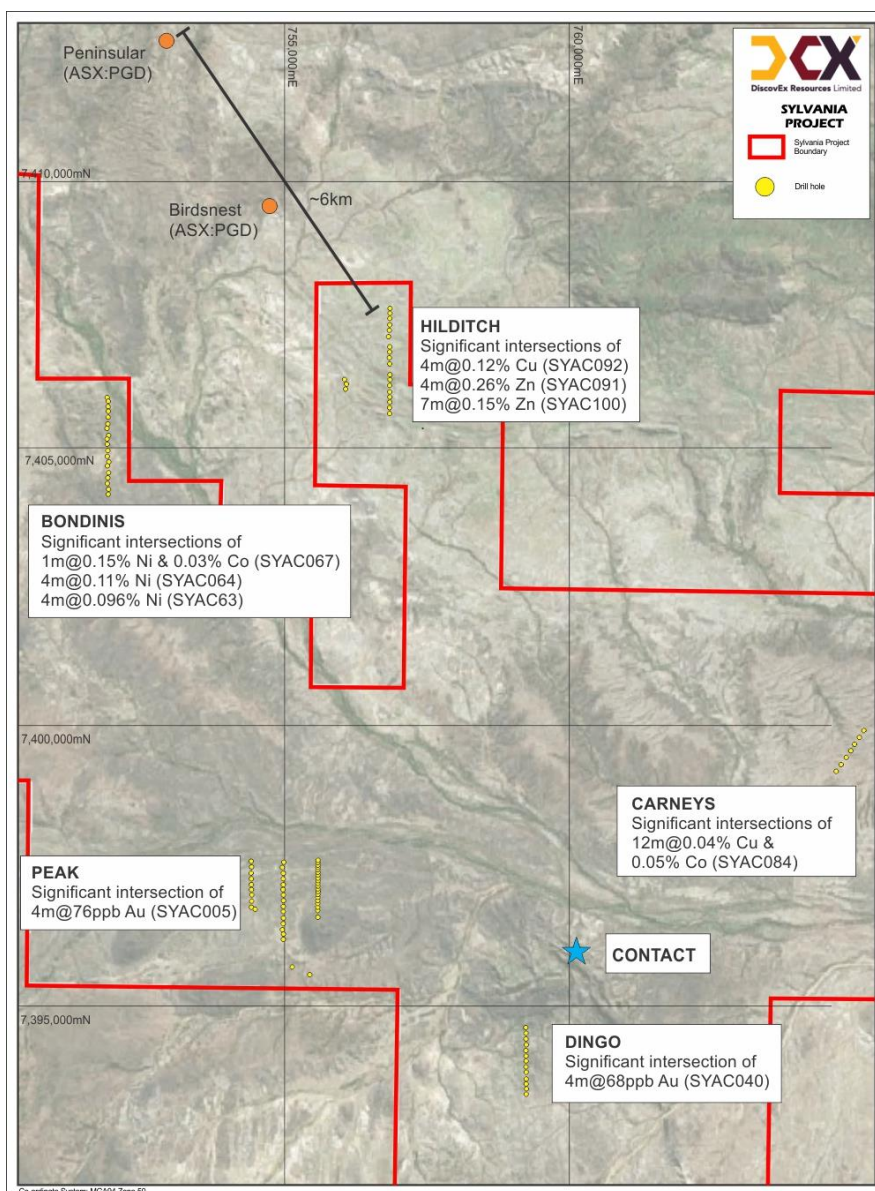 Peninsular
(ASX:PGD)
755,000mE
760,000mE
DCX
DiscovEx Resources Limited
SYLVANIA
PROJECT
Sylvania Project
Boundary
Drill hole
7,410,000mN
Birdsnest
(ASX:PGD)
~6km
HILDITCH
Significant intersections of
4m@0.12% Cu (SYAC092)
4m@0.26% Zn (SYAC091)
7m@0.15% Zn (SYAC100)
7,405,000mN
BONDINIS
Significant intersections of
1m@0.15% Ni & 0.03% Co (SYAC067)
4m@0.11% Ni (SYAC064)
4m@0.096% Ni (SYAC63)
7,400,000mN
CARNEYS
Significant intersections of
12m@0.04% Cu &
0.05% Co (SYAC084)
PEAK
Significant intersection of
4m@76ppb Au (SYAC005)
CONTACT
7,395,000mN
DINGO
Significant intersection of
4m@68ppb Au (SYAC040)